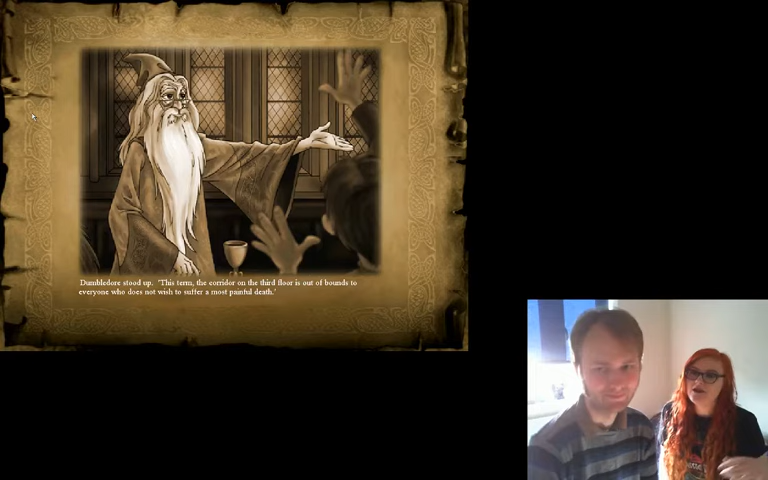 Dumbledore stood up. 'This term, the corridor on the third floor is out of bounds to
everyone who does not wish to suffer a most painful death.'